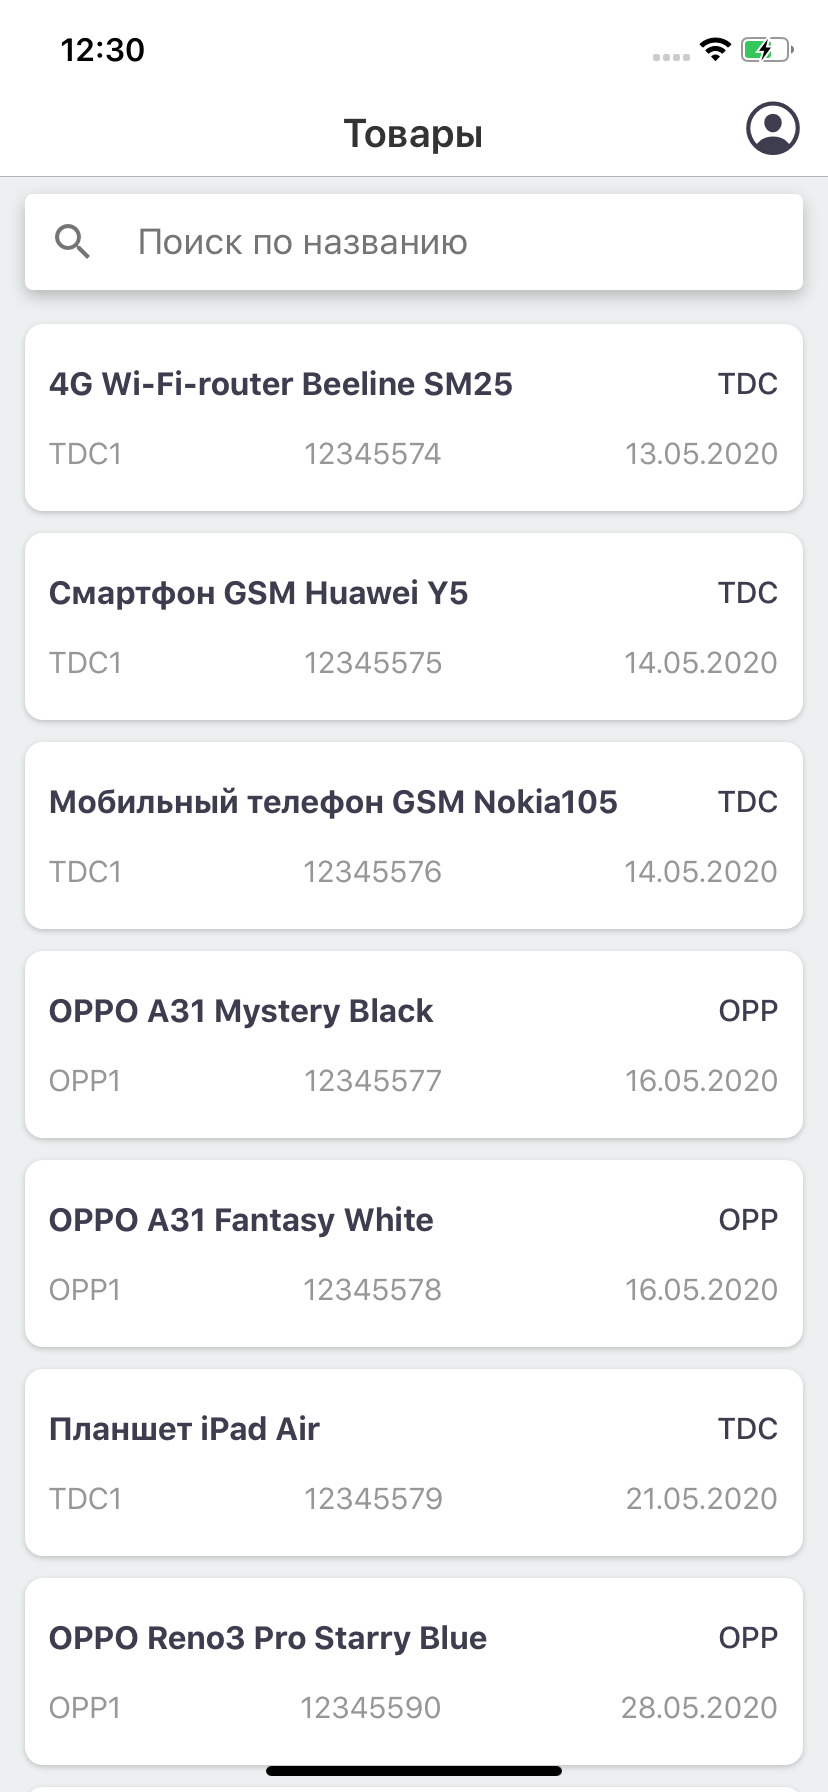 12:30
Товары
Поиск по названию
4G Wi-Fi-router Beeline SM25 TDC
TDC1 12345574 13.05.2020
Смартфон GSM Huawei Y5 TDC
TDC1 12345575 14.05.2020
Мобильный телефон GSM Nokia105 TDC
TDC1 12345576 14.05.2020
OPPO A31 Mystery Black OPP
OPP1 12345577 16.05.2020
OPPO A31 Fantasy White OPP
OPP1 12345578 16.05.2020
Планшет iPad Air TDC
TDC1 12345579 21.05.2020
OPPO Reno3 Pro Starry Blue OPP
OPP1 12345590 28.05.2020